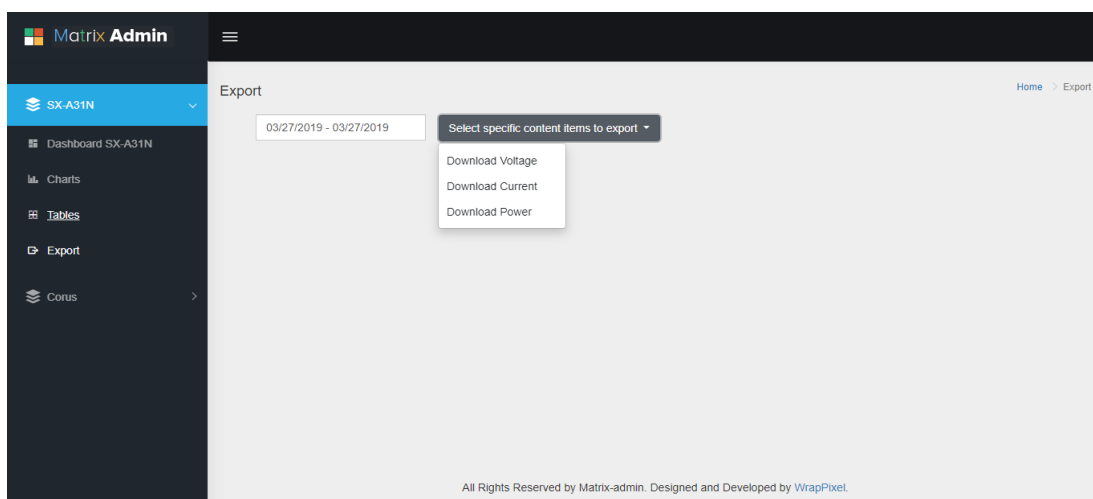 Matrix Admin
SX-A31N
Dashboard SX-A31N
Charts
Tables
Export
Corus
Export
Home > Export
03/27/2019 - 03/27/2019
Select specific content items to export
Download Voltage
Download Current
Download Power
All Rights Reserved by Matrix-admin. Designed and Developed by WrapPixel.